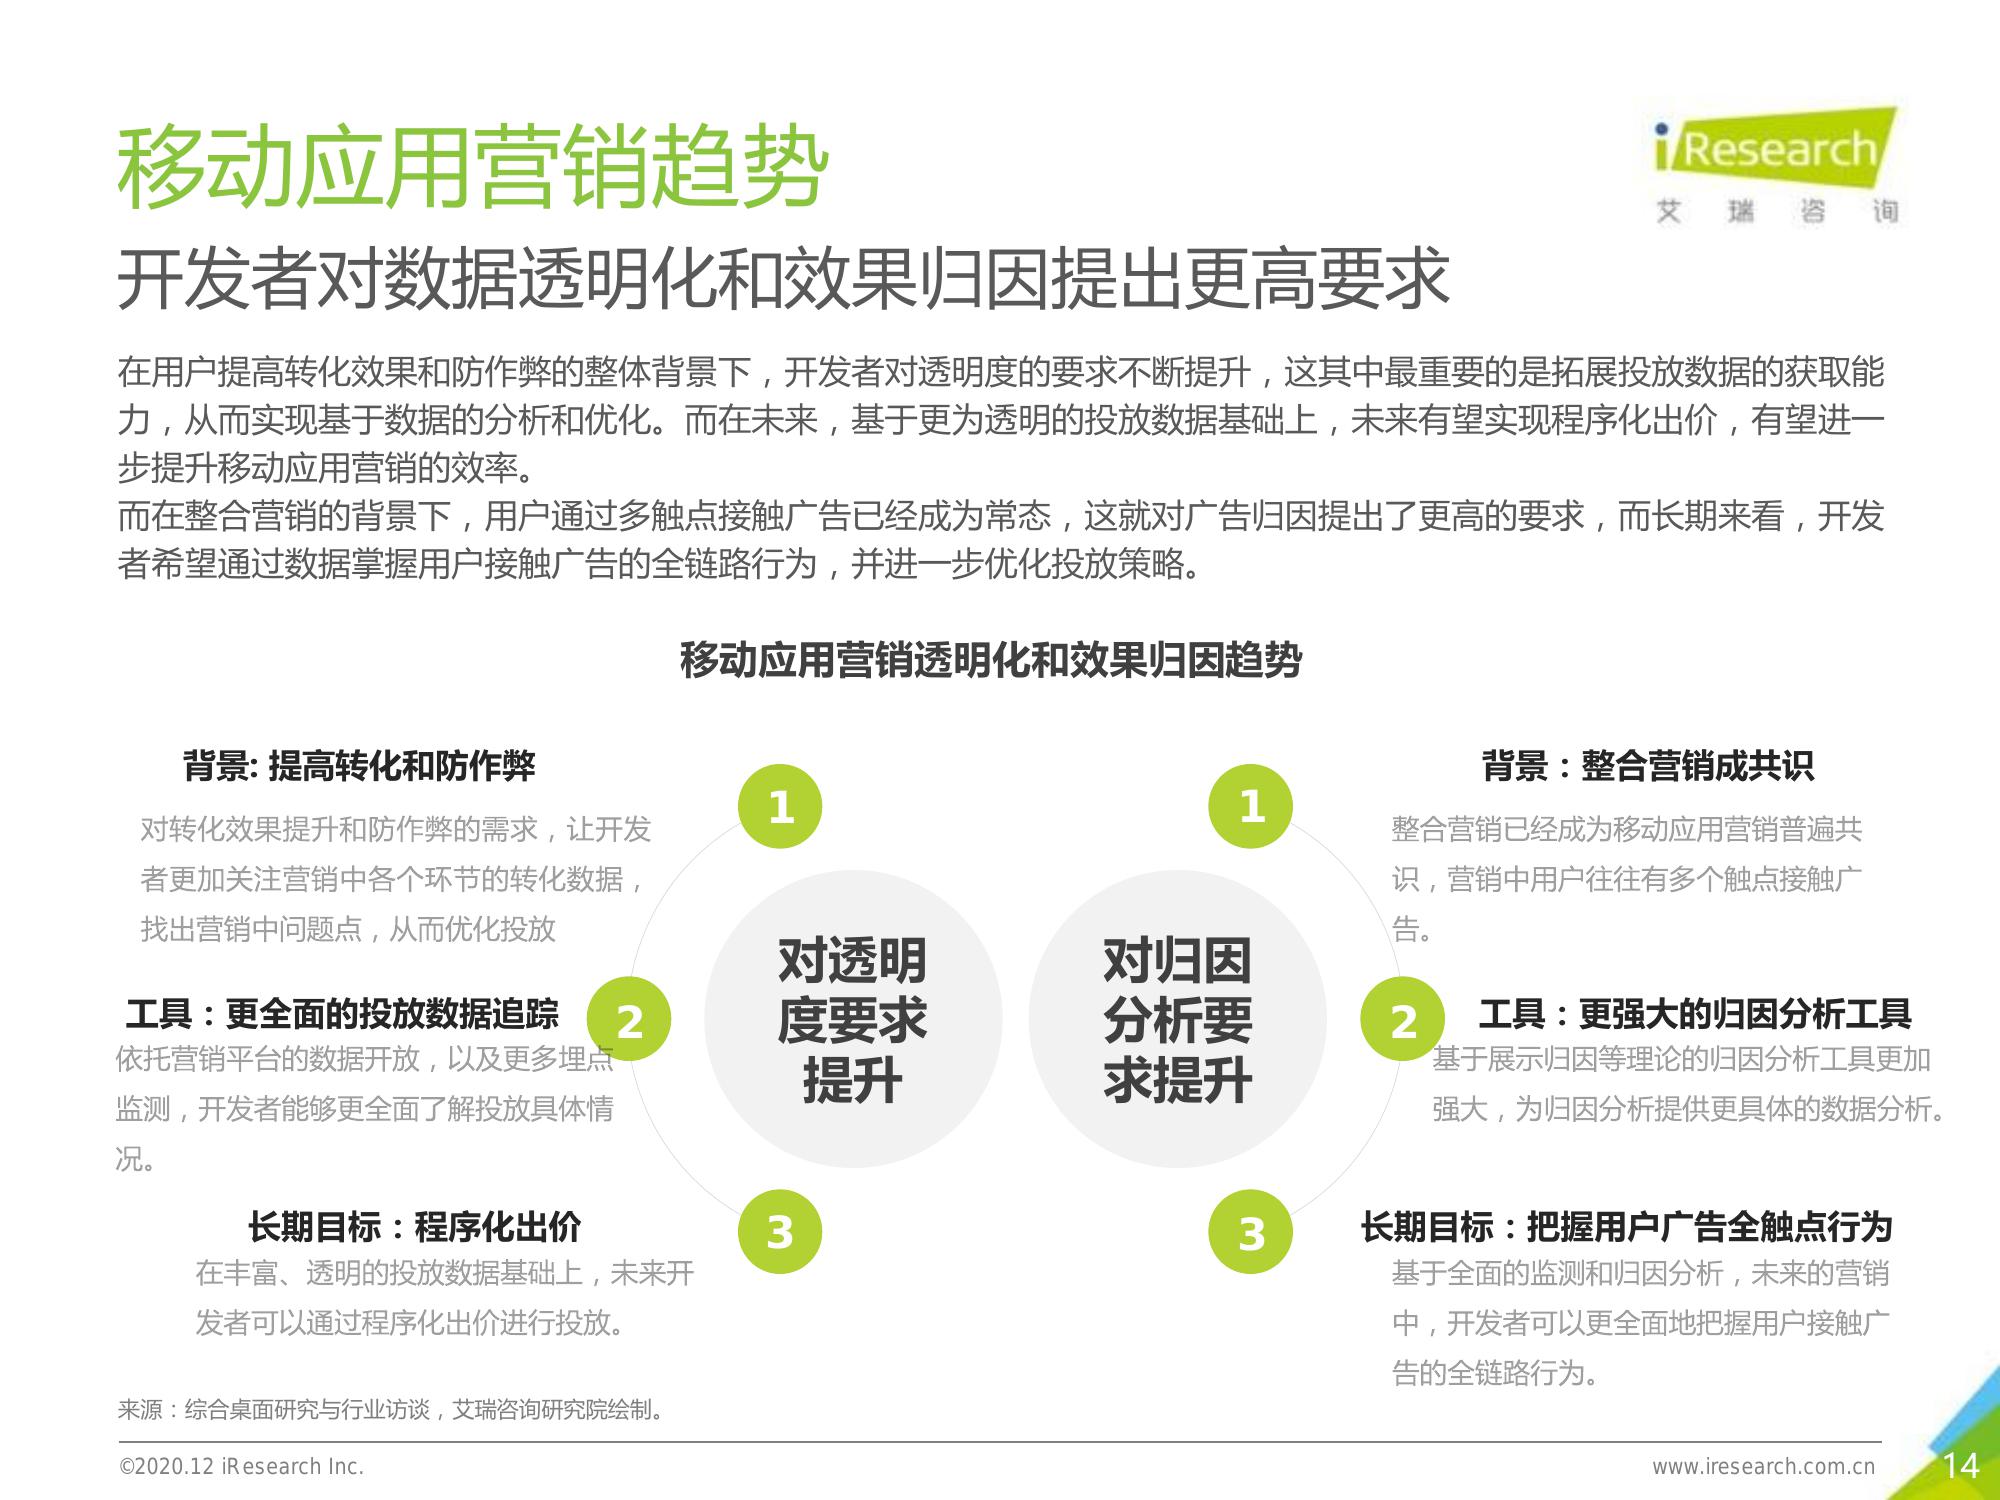 移动应用营销趋势
iResearch
艾瑞咨询
开发者对数据透明化和效果归因提出更高要求
在用户提高转化效果和防作弊的整体背景下，开发者对透明度的要求不断提升，这其中最重要的是拓展投放数据的获取能
力，从而实现基于数据的分析和优化。而在未来，基于更为透明的投放数据基础上，未来有望实现程序化出价，有望进一
步提升移动应用营销的效率。
而在整合营销的背景下，用户通过多触点接触广告已经成为常态，这就对广告归因提出了更高的要求，而长期来看，开发
者希望通过数据掌握用户接触广告的全链路行为，并进一步优化投放策略。
移动应用营销透明化和效果归因趋势
背景: 提高转化和防作弊
对转化效果提升和防作弊的需求，让开发
者更加关注营销中各个环节的转化数据，
找出营销中问题点，从而优化投放
1
工具：更全面的投放数据追踪
依托营销平台的数据开放，以及更多埋点
监测，开发者能够更全面了解投放具体情
况。
2
长期目标：程序化出价
在丰富、透明的投放数据基础上，未来开
发者可以通过程序化出价进行投放。
3
对透明
度要求
提升
对归因
分析要
求提升
1
背景：整合营销成共识
整合营销已经成为移动应用营销普遍共
识，营销中用户往往有多个触点接触广
告。
2
工具：更强大的归因分析工具
基于展示归因等理论的归因分析工具更加
强大，为归因分析提供更具体的数据分析。
3
长期目标：把握用户广告全触点行为
基于全面的监测和归因分析，未来的营销
中，开发者可以更全面地把握用户接触广
告的全链路行为。
来源：综合桌面研究与行业访谈，艾瑞咨询研究院绘制。
©2020.12 iResearch Inc.
www.iresearch.com.cn
14